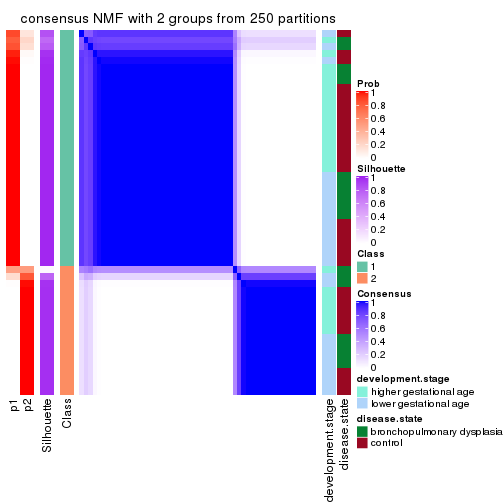 consensus NMF with 2 groups from 250 partitions
Prob
1
0.8
0.6
0.4
0.2
0
Silhouette
1
0.8
0.6
0.4
0.2
0
Class
1
2
Consensus
1
0.8
0.6
0.4
0.2
0
development.stage
higher gestational age
lower gestational age
disease.state
bronchopulmonary dysplasia
control
p1
p2
Silhouette
Class
development.stage
disease.state